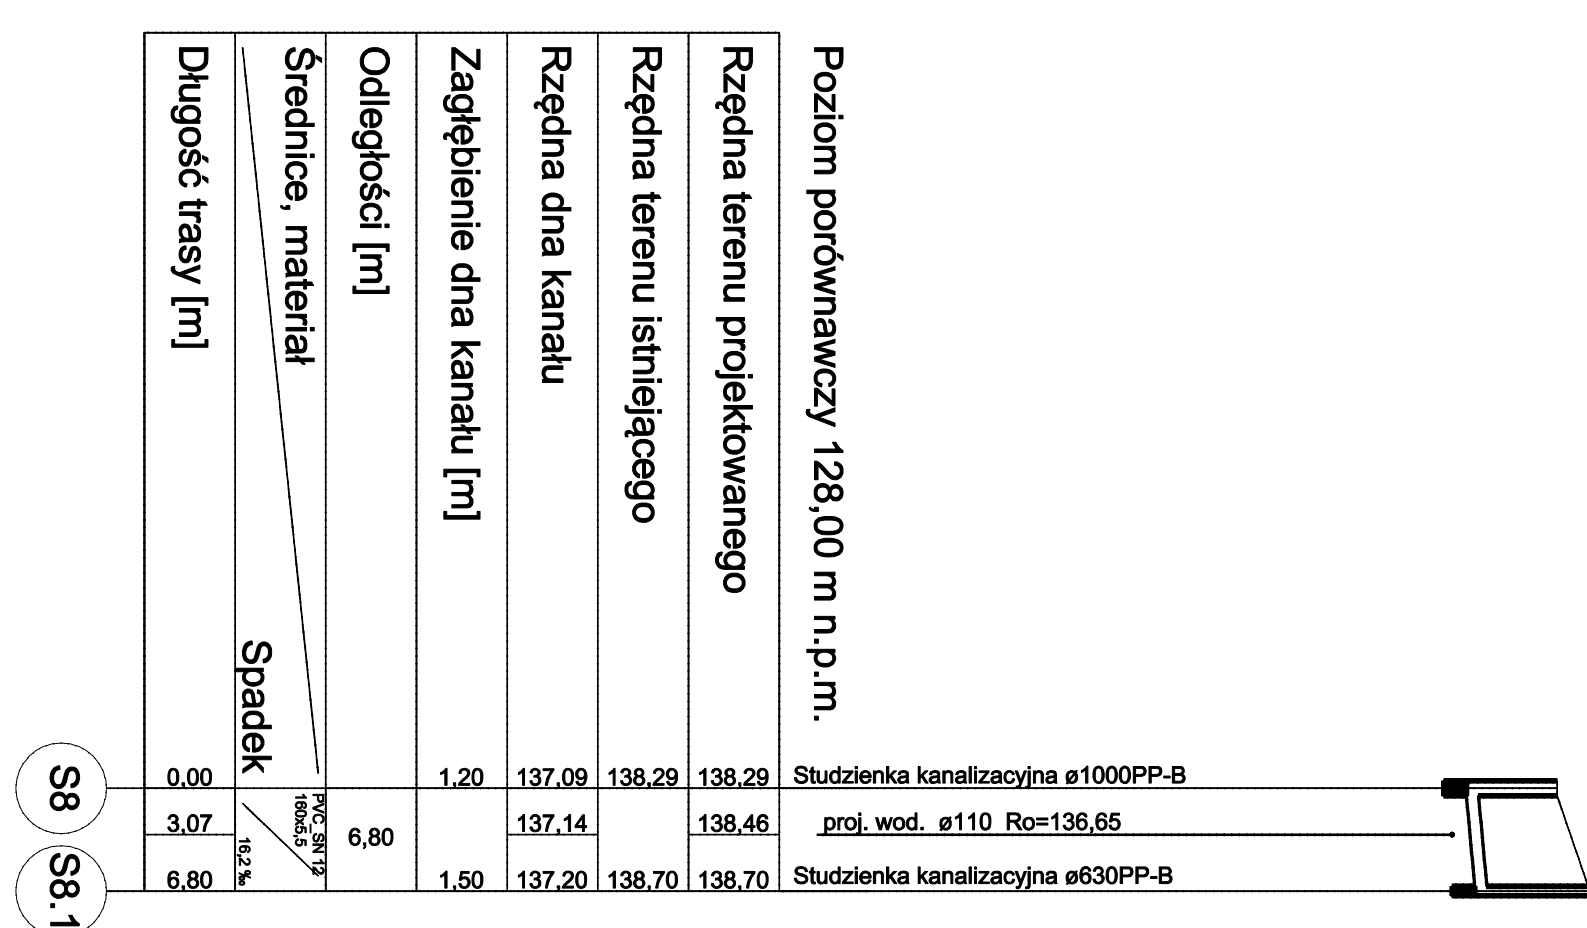 Poziom porównawczy 128,00 m n.p.m.
Rzędna terenu projektowanego
138,29
138,46
138,70
Rzędna terenu istniejącego
138,29
138,70
Rzędna dna kanału
137,09
137,14
137,20
Zagłębienie dna kanału [m]
1,20
1,50
Odległości [m]
6,80
Średnice, materiał
PVC_SN 12
160x5,5
Spadek
16,2 ‰
Długość trasy [m]
0,00
3,07
6,80
S8
S8.1
Studzienka kanalizacyjna ø1000PP-B
proj. wod. ø110 Ro=136,65
Studzienka kanalizacyjna ø630PP-B